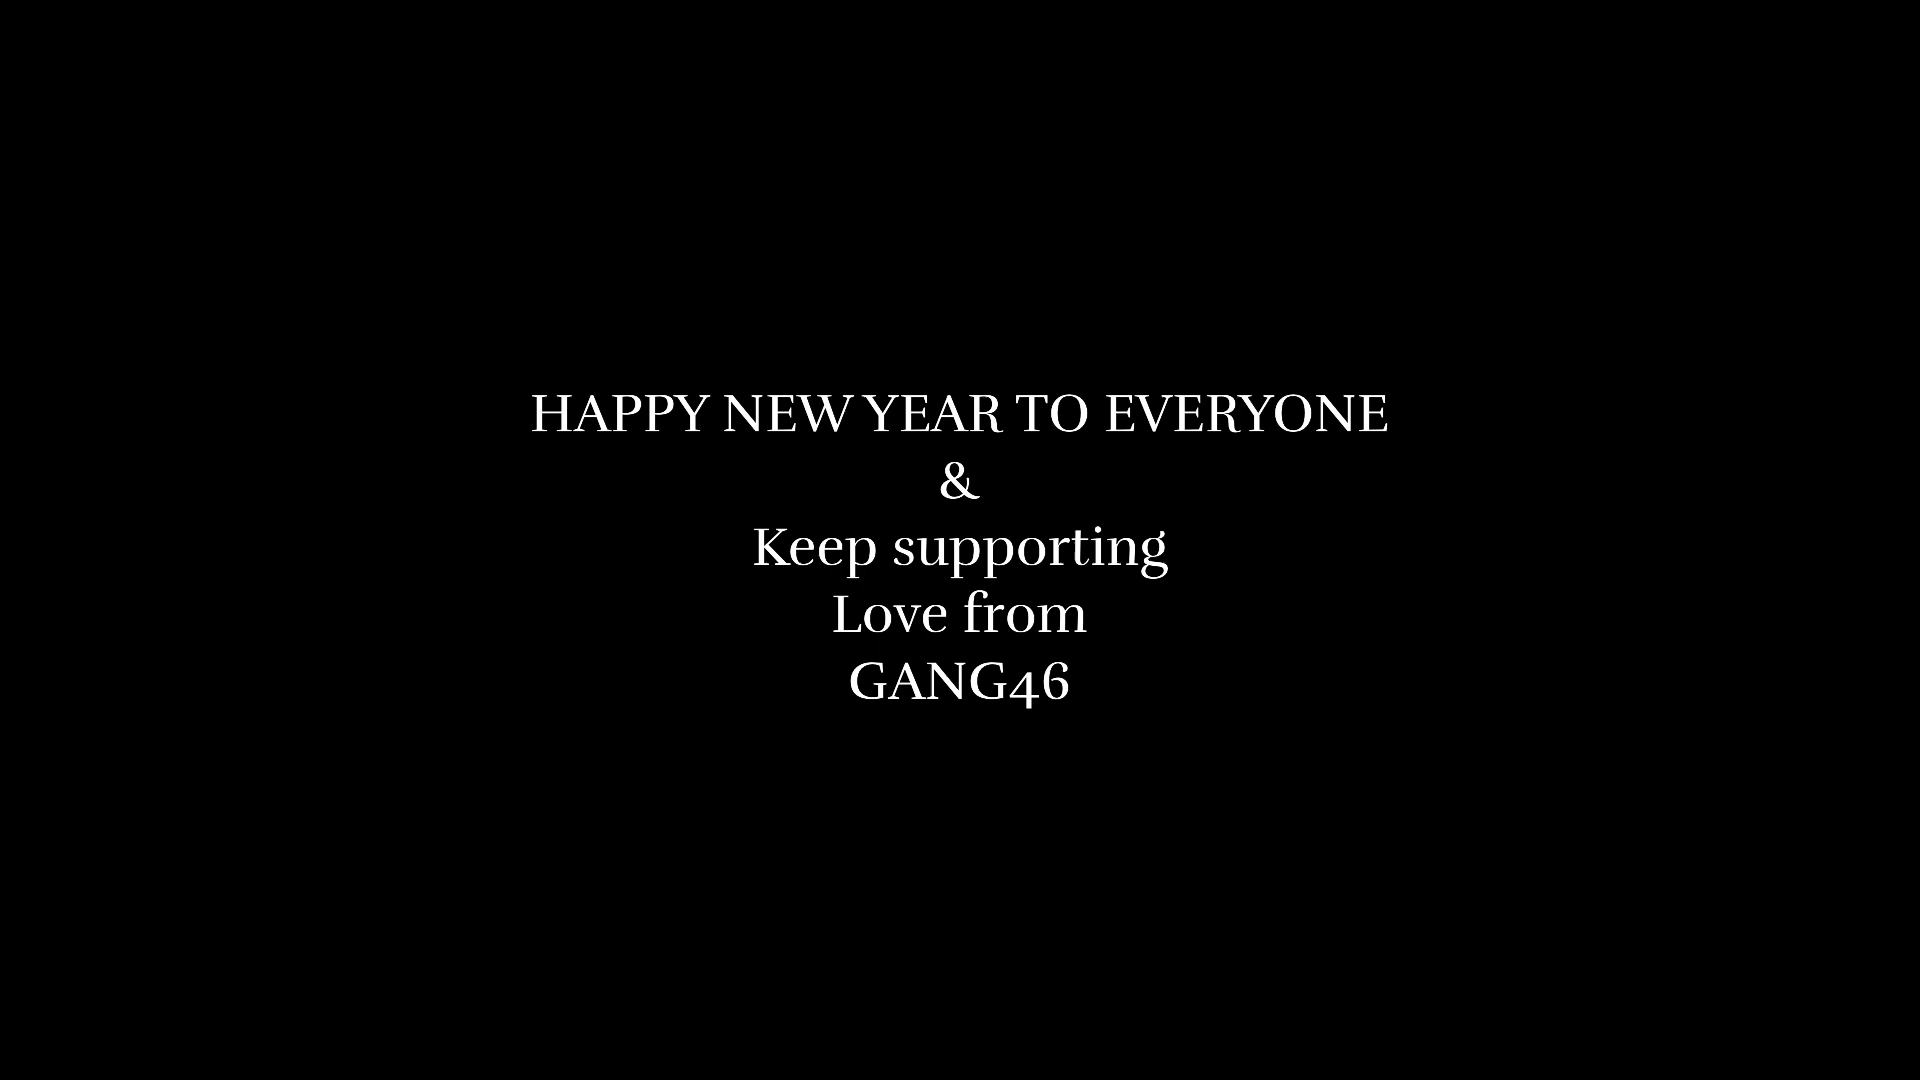 HAPPY NEW YEAR TO EVERYONE
&
Keep supporting
Love from
GANG46